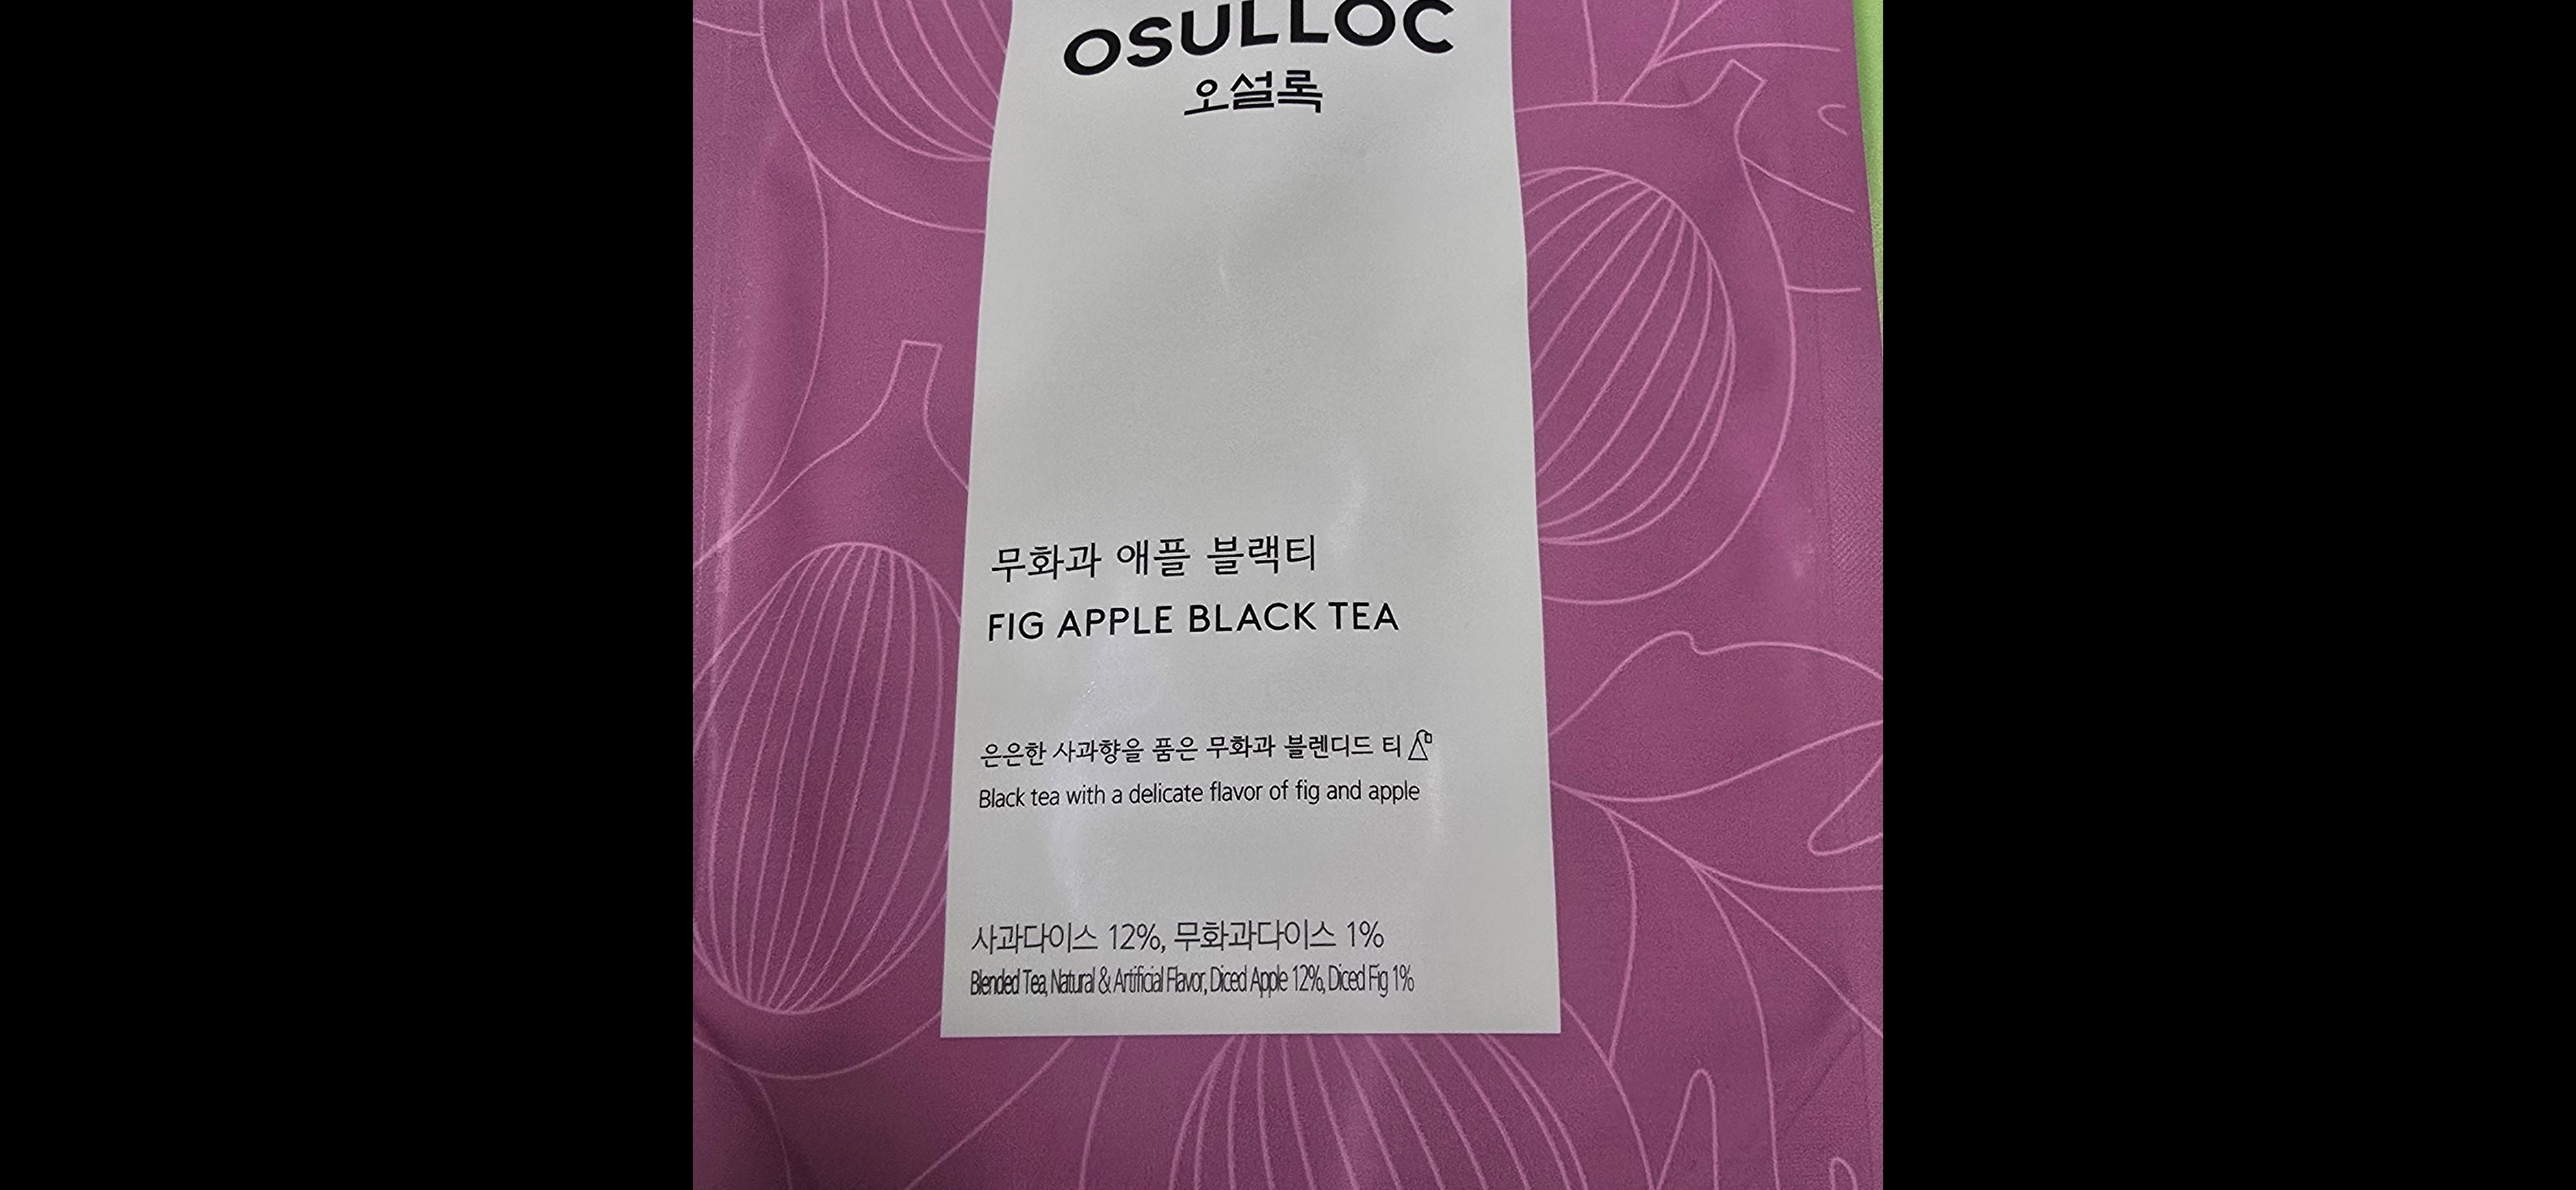 OSULLOC
오설록
무화과 애플 블랙티
FIG APPLE BLACK TEA
은은한 사과향을 품은 무화과 블렌디드 티
Black tea with a delicate flavor of fig and apple
사과다이스 12%, 무화과다이스 1%
Blended Tea, Natural & Artificial Flavor, Diced Apple 12%, Diced Fig 1%